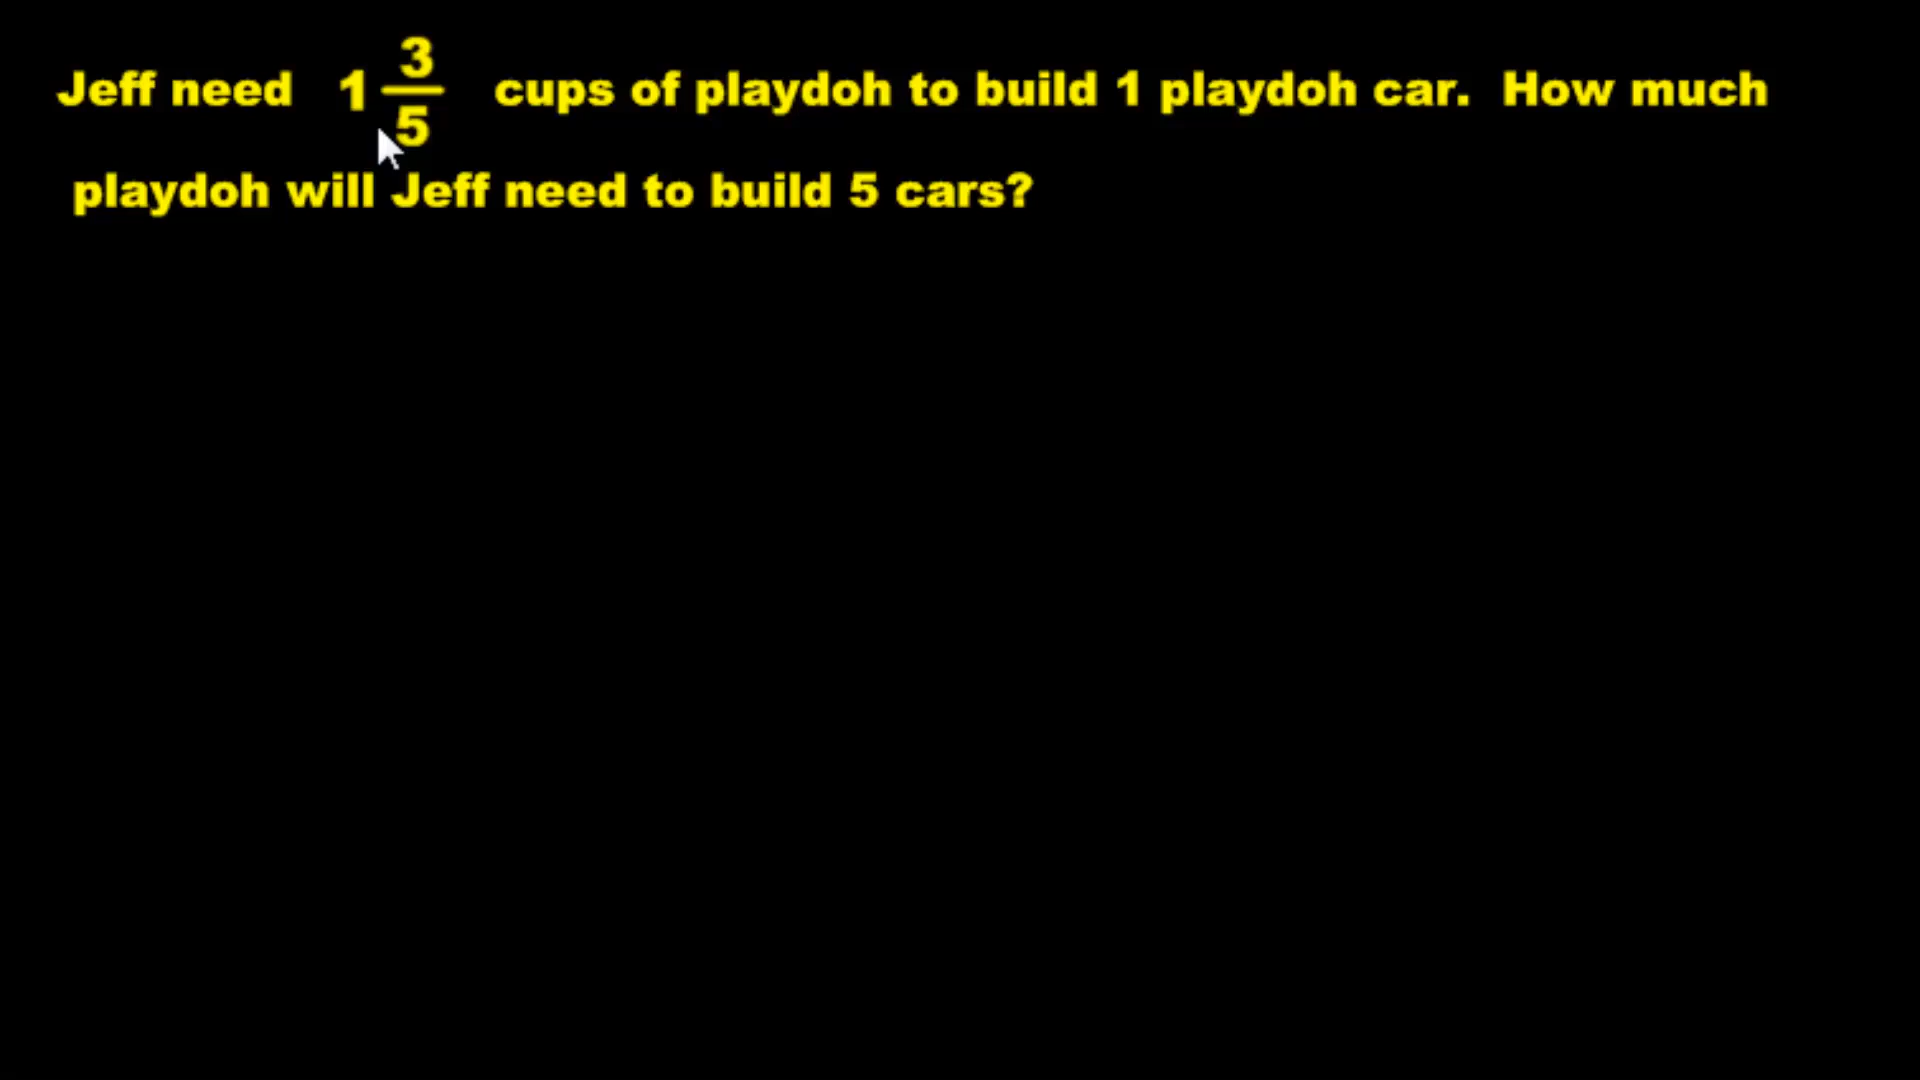 Jeff need 1 3/5 cups of playdoh to build 1 playdoh car. How much
playdoh will Jeff need to build 5 cars?